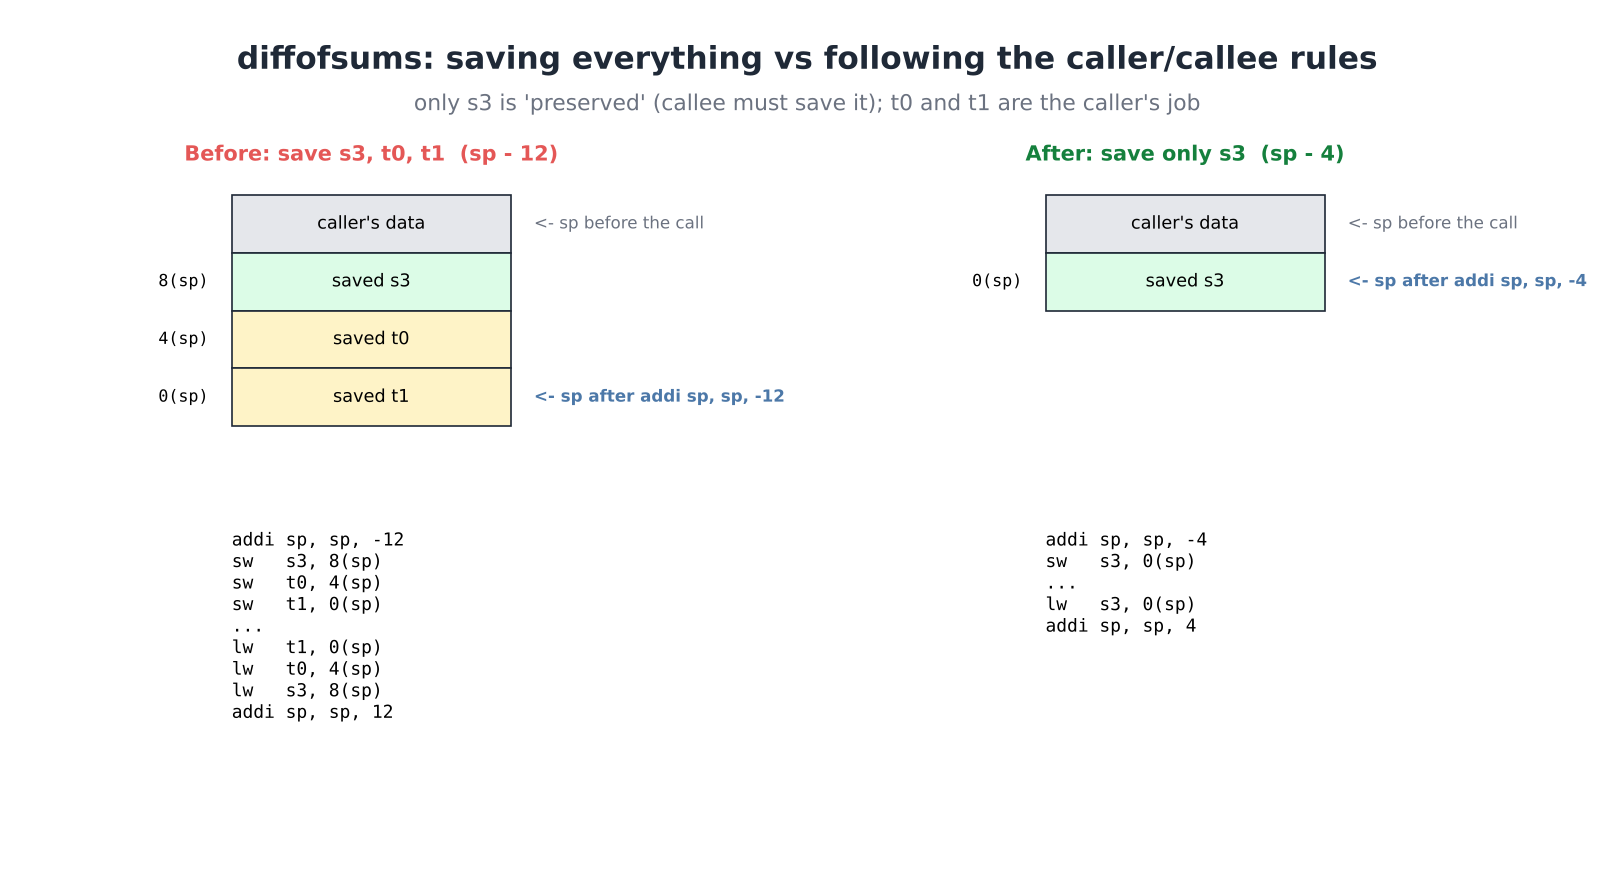 diffofsums: saving everything vs following the caller/callee rules
only s3 is 'preserved' (callee must save it); t0 and t1 are the caller's job
Before: save s3, t0, t1  (sp - 12)
caller's data
<- sp before the call
8(sp)
saved s3
4(sp)
saved t0
0(sp)
saved t1
<- sp after addi sp, sp, -12
addi sp, sp, -12
sw   s3, 8(sp)
sw   t0, 4(sp)
sw   t1, 0(sp)
...
lw   t1, 0(sp)
lw   t0, 4(sp)
lw   s3, 8(sp)
addi sp, sp, 12
After: save only s3  (sp - 4)
caller's data
<- sp before the call
0(sp)
saved s3
<- sp after addi sp, sp, -4
addi sp, sp, -4
sw   s3, 0(sp)
...
lw   s3, 0(sp)
addi sp, sp, 4